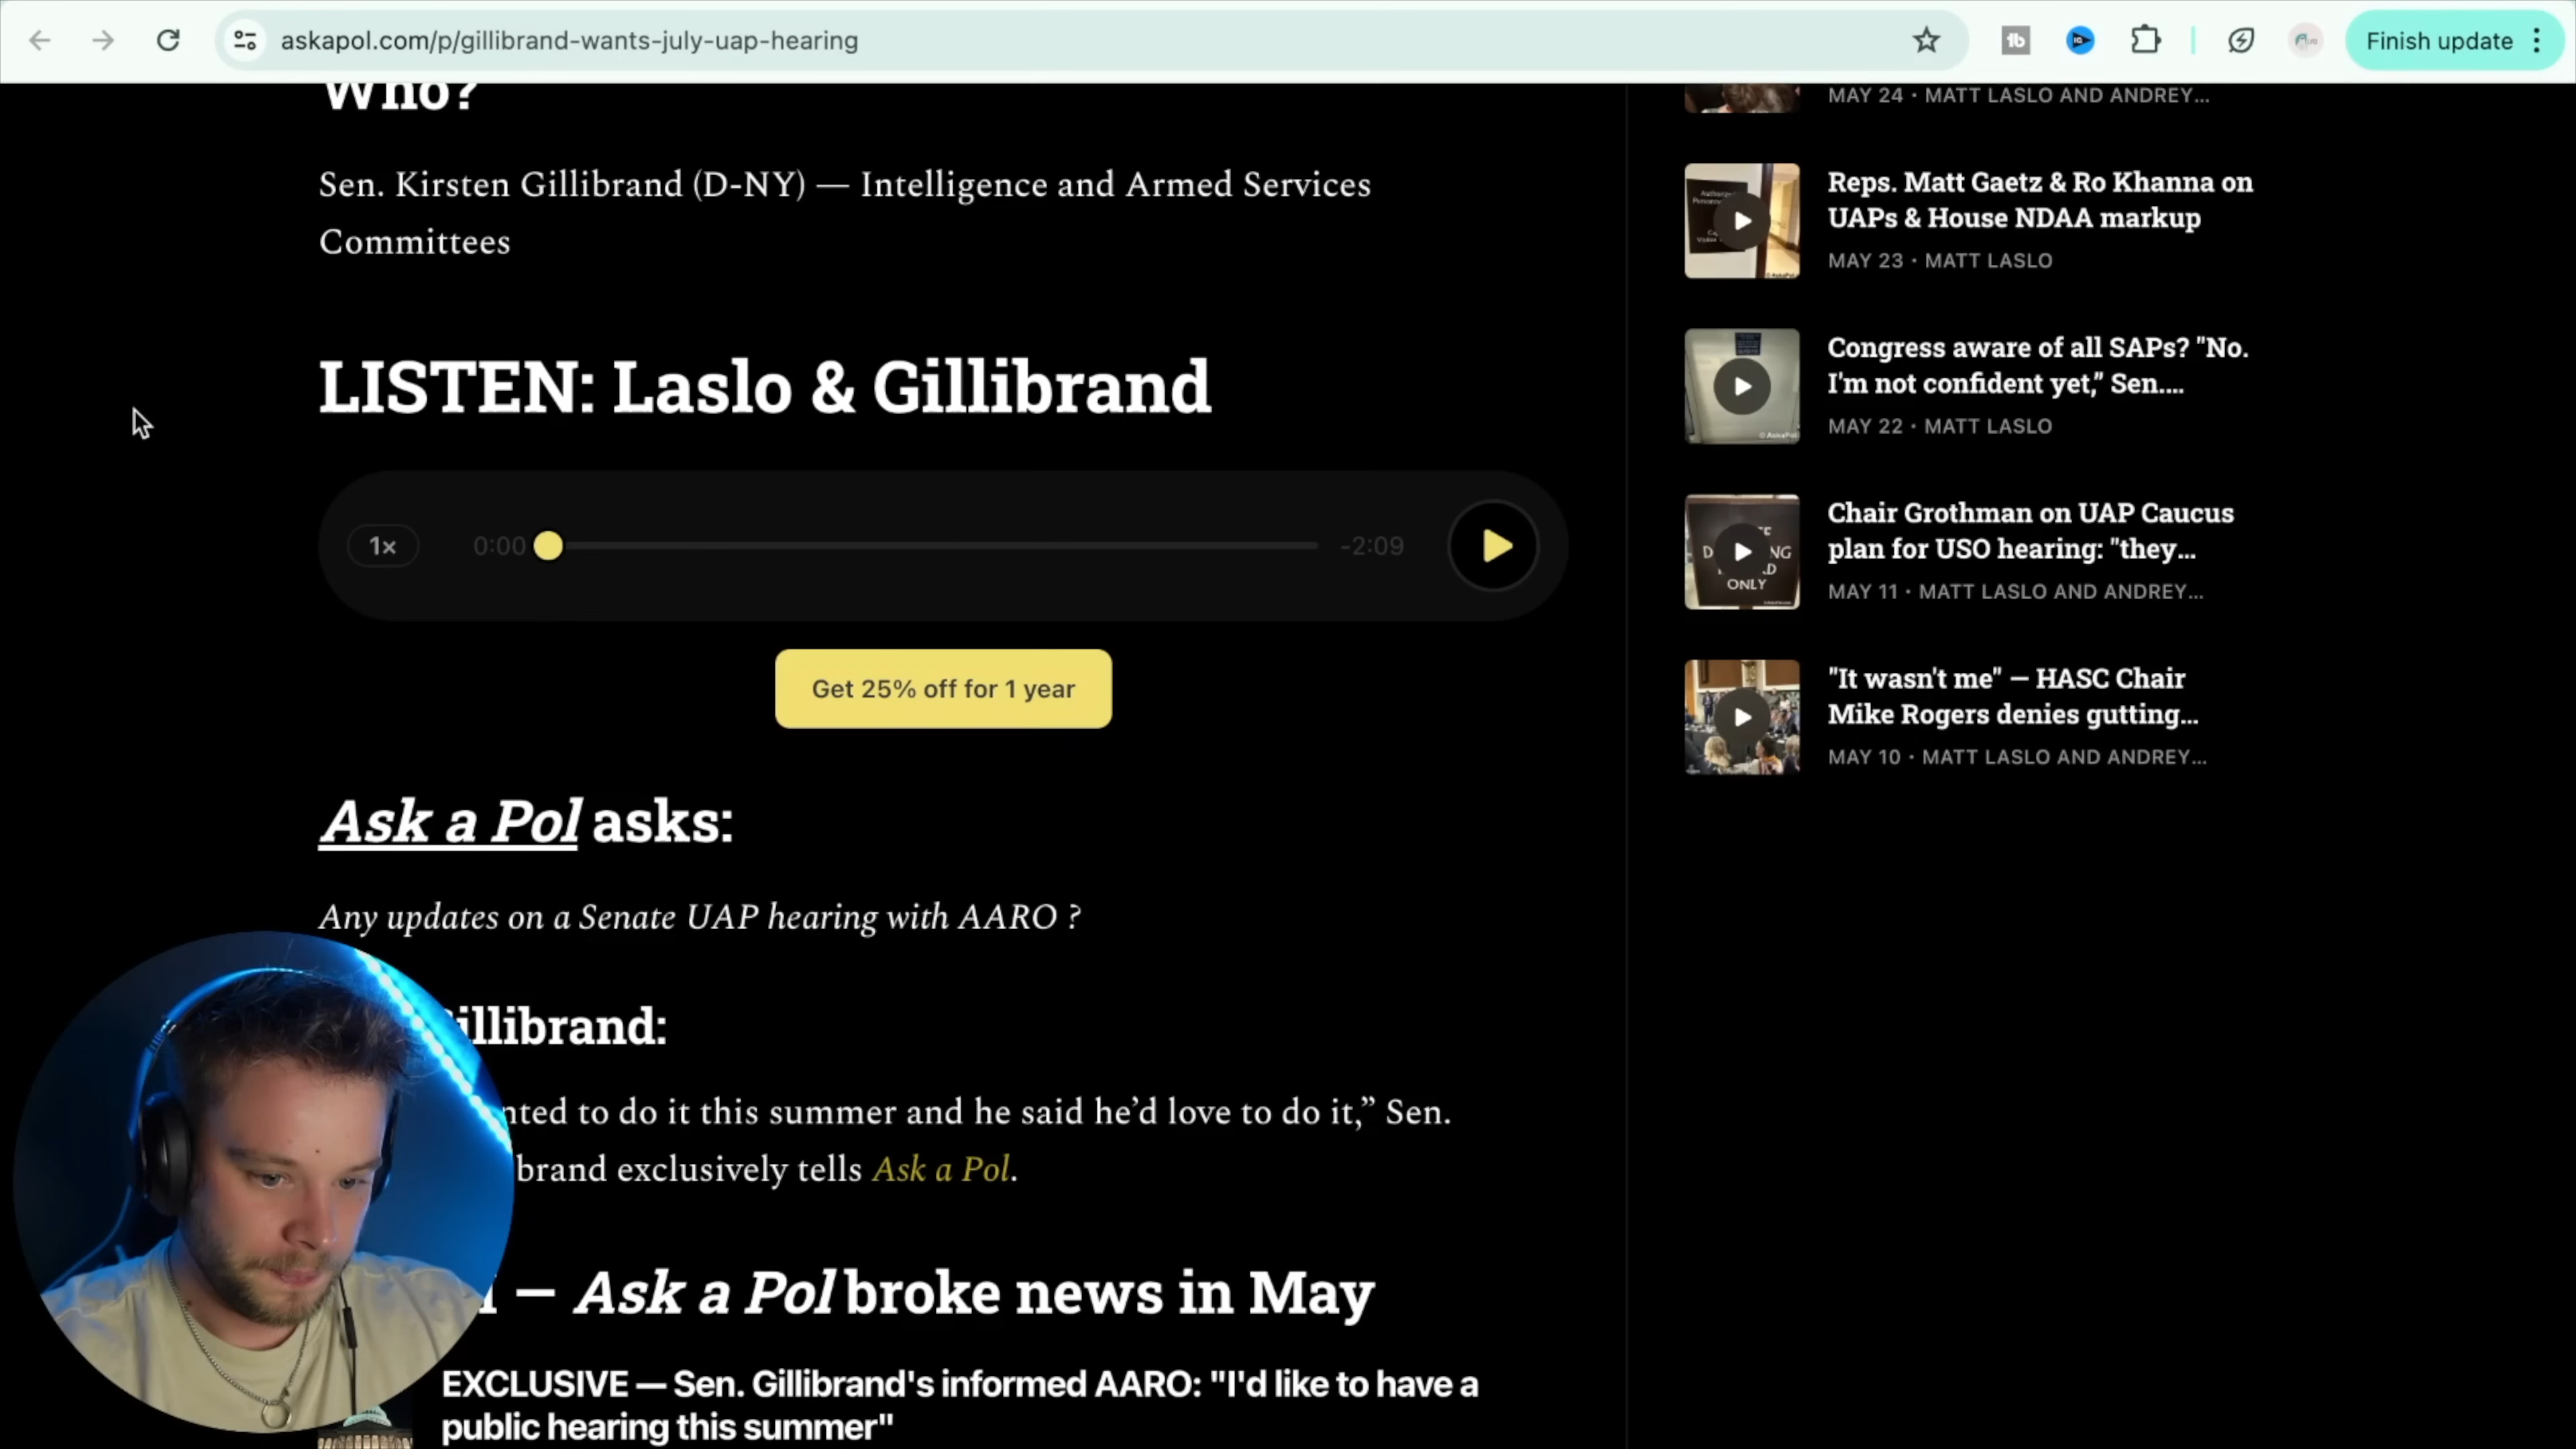 askapol.com/p/gillibrand-wants-july-uap-hearing
Finish update
Who?
Sen. Kirsten Gillibrand (D-NY) — Intelligence and Armed Services
Committees
LISTEN: Laslo & Gillibrand
1×
0:00
-2:09
Get 25% off for 1 year
Ask a Pol asks:
Any updates on a Senate UAP hearing with AARO ?
illibrand:
nted to do it this summer and he said he’d love to do it,” Sen.
brand exclusively tells Ask a Pol.
— Ask a Pol broke news in May
EXCLUSIVE — Sen. Gillibrand's informed AARO: "I'd like to have a
public hearing this summer"
MAY 24 · MATT LASLO AND ANDREY…
Reps. Matt Gaetz & Ro Khanna on
UAPs & House NDAA markup
MAY 23 · MATT LASLO
Congress aware of all SAPs? "No.
I'm not confident yet,” Sen.…
MAY 22 · MATT LASLO
Chair Grothman on UAP Caucus
plan for USO hearing: "they…
MAY 11 · MATT LASLO AND ANDREY…
ONLY
"It wasn't me" — HASC Chair
Mike Rogers denies gutting…
MAY 10 · MATT LASLO AND ANDREY…